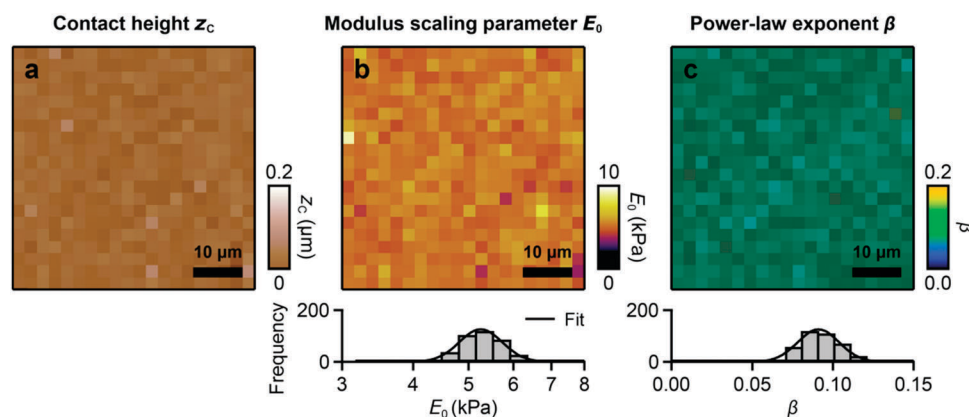 Contact height zC
Modulus scaling parameter E0
Power-law exponent β
a
b
c
0.2
zC (μm)
0
10 μm
10
E0 (kPa)
0
10 μm
0.2
β
0.0
10 μm
Frequency
200
0
Fit
3
4
5
6
7
8
E0 (kPa)
200
0
0.00
0.05
0.10
0.15
β